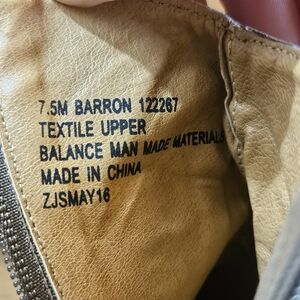 7.5M BARRON 122267
TEXTILE UPPER
BALANCE MAN MADE MATERIALS
MADE IN CHINA
ZJSMAY16